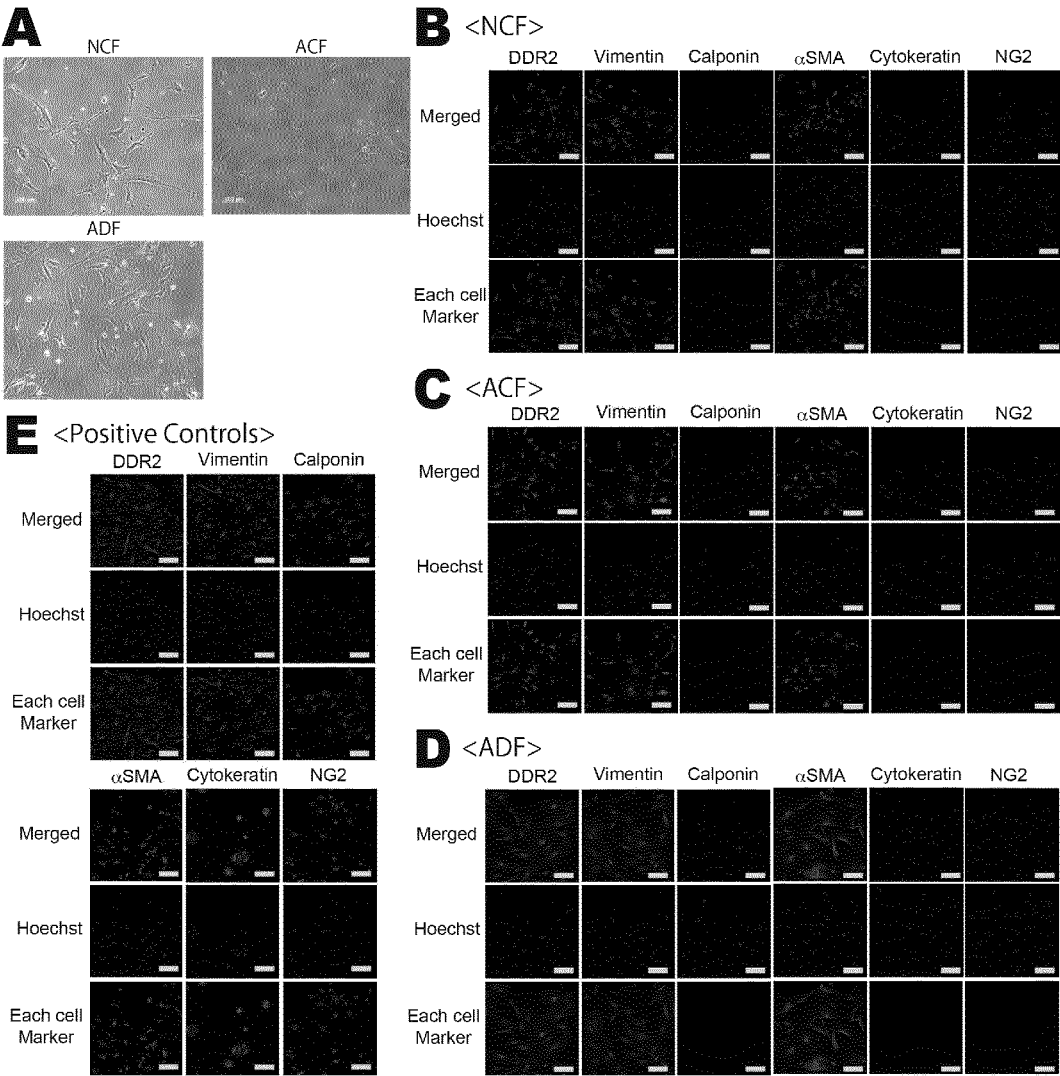 A
NCF
ACF
ADF
B <NCF>
DDR2 Vimentin Calponin αSMA Cytokeratin NG2
Merged
Hoechst
Each cell
Marker
C <ACF>
DDR2 Vimentin Calponin αSMA Cytokeratin NG2
Merged
Hoechst
Each cell
Marker
D <ADF>
DDR2 Vimentin Calponin αSMA Cytokeratin NG2
Merged
Hoechst
Each cell
Marker
E <Positive Controls>
DDR2 Vimentin Calponin
Merged
Hoechst
Each cell
Marker
αSMA Cytokeratin NG2
Merged
Hoechst
Each cell
Marker